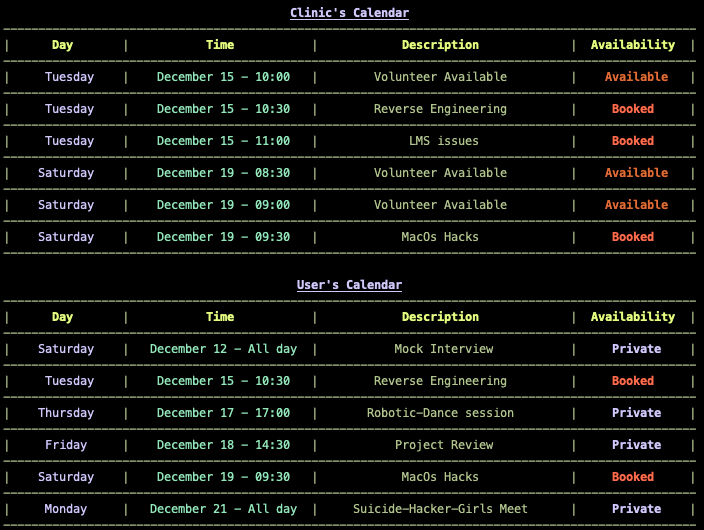 Clinic's Calendar
| Day | Time | Description | Availability |
| Tuesday | December 15 - 10:00 | Volunteer Available | Available |
| Tuesday | December 15 - 10:30 | Reverse Engineering | Booked |
| Tuesday | December 15 - 11:00 | LMS issues | Booked |
| Saturday | December 19 - 08:30 | Volunteer Available | Available |
| Saturday | December 19 - 09:00 | Volunteer Available | Available |
| Saturday | December 19 - 09:30 | MacOs Hacks | Booked |
User's Calendar
| Day | Time | Description | Availability |
| Saturday | December 12 - All day | Mock Interview | Private |
| Tuesday | December 15 - 10:30 | Reverse Engineering | Booked |
| Thursday | December 17 - 17:00 | Robotic-Dance session | Private |
| Friday | December 18 - 14:30 | Project Review | Private |
| Saturday | December 19 - 09:30 | MacOs Hacks | Booked |
| Monday | December 21 - All day | Suicide-Hacker-Girls Meet | Private |